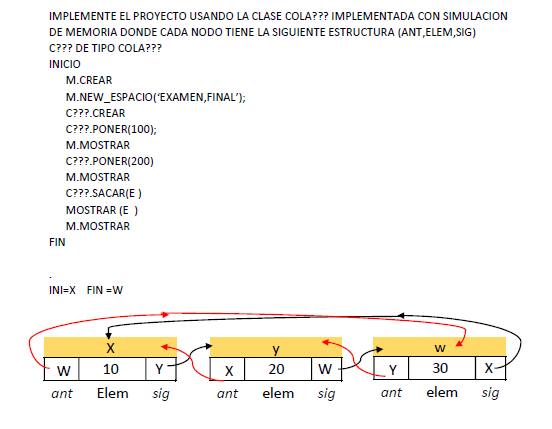 IMPLEMENTE EL PROYECTO USANDO LA CLASE COLA??? IMPLEMENTADA CON SIMULACION
DE MEMORIA DONDE CADA NODO TIENE LA SIGUIENTE ESTRUCTURA (ANT,ELEM,SIG)
C??? DE TIPO COLA???
INICIO
M.CREAR
M.NEW_ESPACIO(‘EXAMEN,FINAL’);
C???.CREAR
C???.PONER(100);
M.MOSTRAR
C???.PONER(200)
M.MOSTRAR
C???.SACAR(E )
MOSTRAR (E )
M.MOSTRAR
FIN
.
INI=X FIN =W
X y w
W 10 Y X 20 W Y 30 X
ant Elem sig ant elem sig ant elem sig